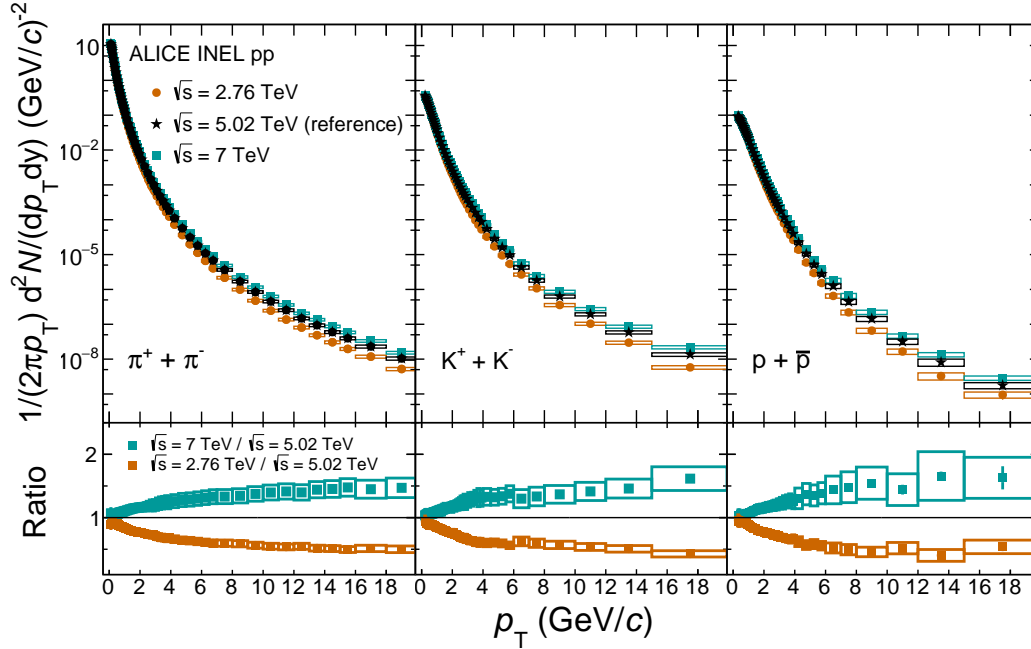 1/(2πp_T) d²N/(dp_Tdy) (GeV/c)⁻²
10
10⁻²
10⁻⁵
10⁻⁸
ALICE INEL pp
√s = 2.76 TeV
√s = 5.02 TeV (reference)
√s = 7 TeV
π⁺ + π⁻
K⁺ + K⁻
p + p̅
Ratio
2
1
√s = 7 TeV / √s = 5.02 TeV
√s = 2.76 TeV / √s = 5.02 TeV
0 2 4 6 8 10 12 14 16 18
0 2 4 6 8 10 12 14 16 18
0 2 4 6 8 10 12 14 16 18
p_T (GeV/c)